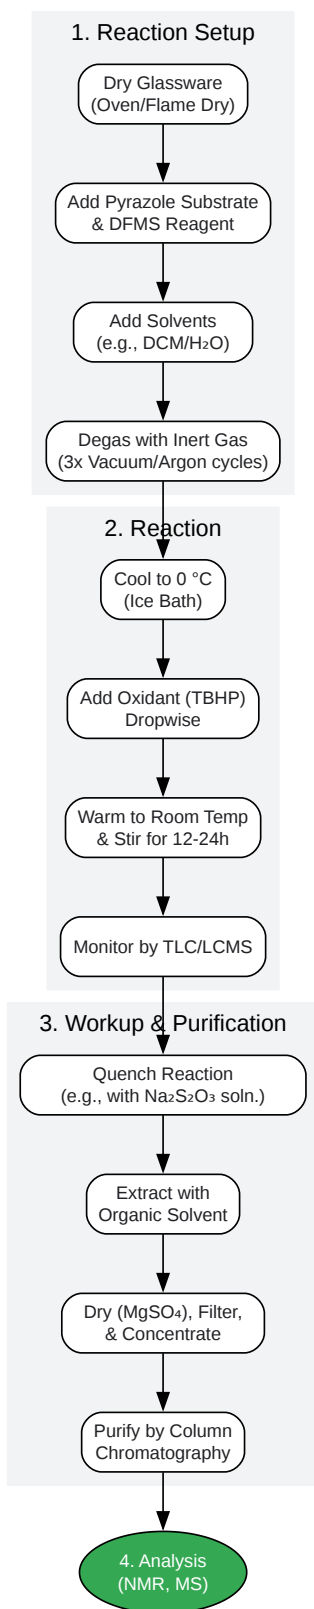 1. Reaction Setup
Dry Glassware
(Oven/Flame Dry)
Add Pyrazole Substrate
& DFMS Reagent
Add Solvents
(e.g., DCM/H₂O)
Degas with Inert Gas
(3x Vacuum/Argon cycles)
2. Reaction
Cool to 0 °C
(Ice Bath)
Add Oxidant (TBHP)
Dropwise
Warm to Room Temp
& Stir for 12-24h
Monitor by TLC/LCMS
3. Workup & Purification
Quench Reaction
(e.g., with Na₂S₂O₃ soln.)
Extract with
Organic Solvent
Dry (MgSO₄), Filter,
& Concentrate
Purify by Column
Chromatography
4. Analysis
(NMR, MS)